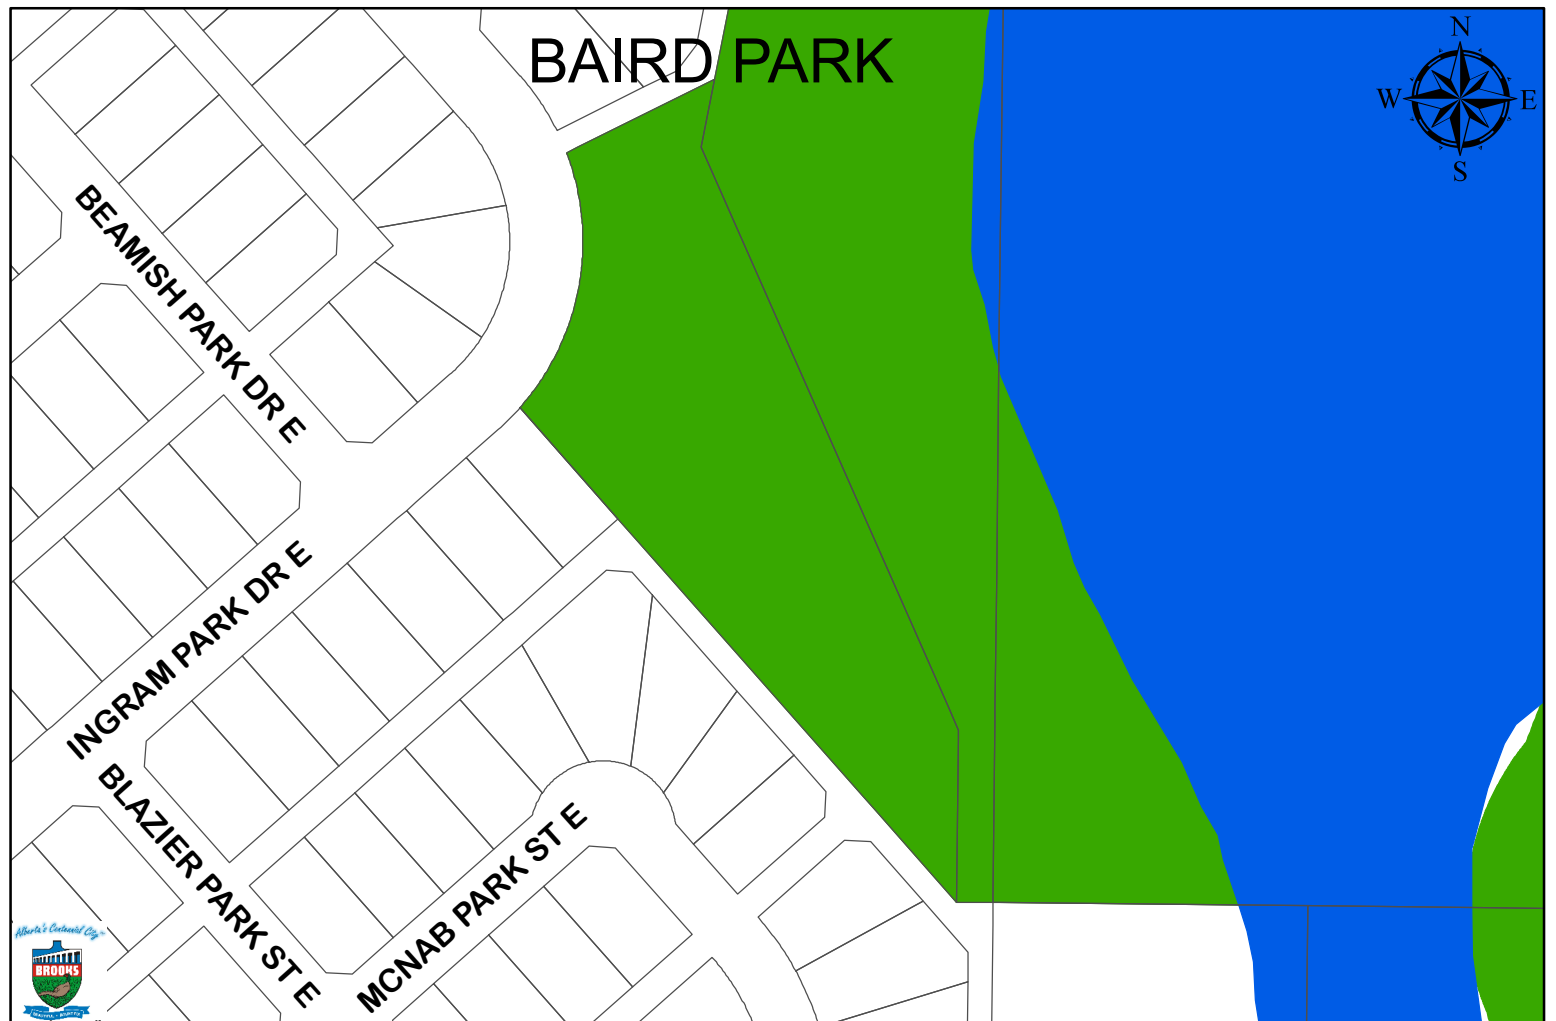 BAIRD PARK
N
W E
S
BEAMISH PARK DR E
INGRAM PARK DR E
BLAZIER PARK ST E
MCNAB PARK ST E
Alberta's Centennial City
BROOKS